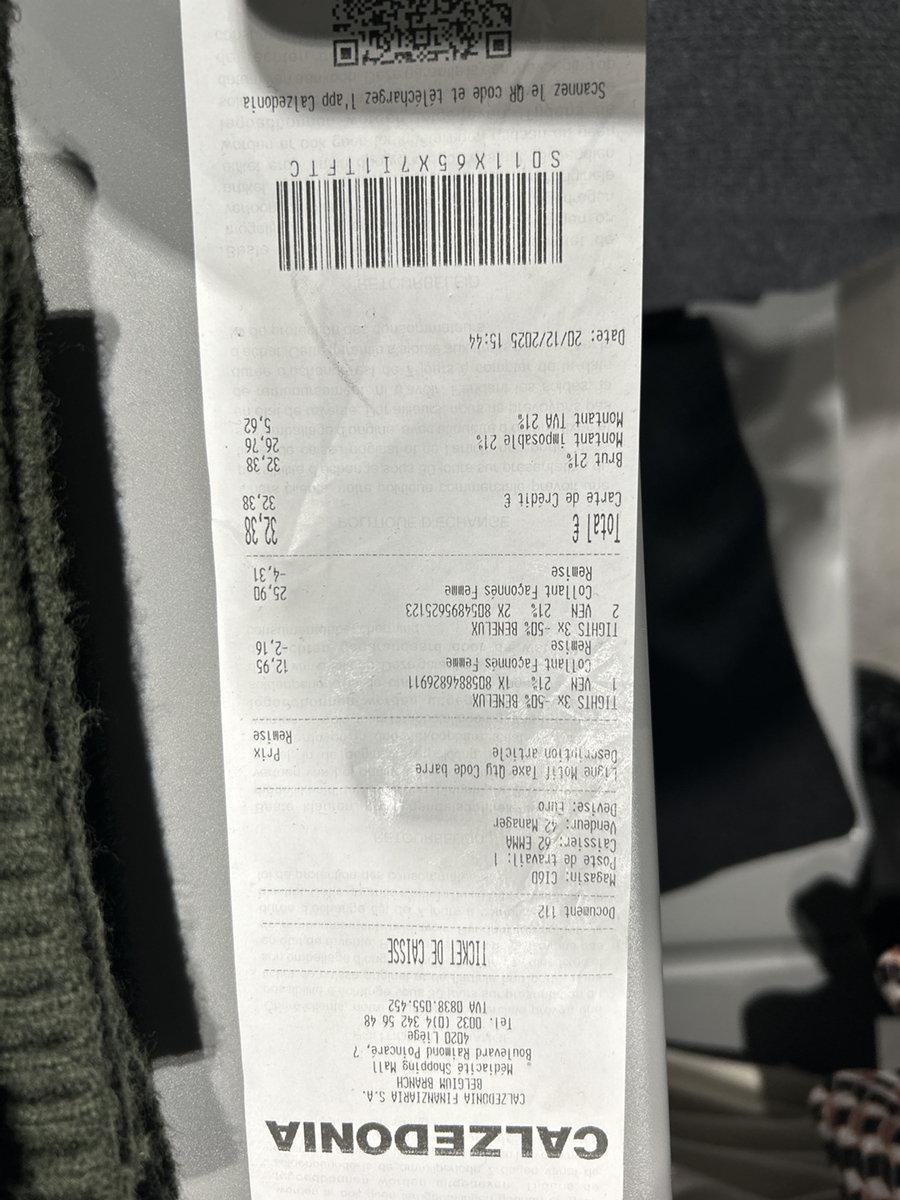 CALZEDONIA
CALZEDONIA FINANZIARIA S.A.
BELGIUM BRANCH
Médiacité Shopping Mall
Boulevard Raimond Poincaré, 7
4020 Liège
Tel. 0032 (0)4 342 56 48
TVA 0838.055.452
TICKET DE CAISSE
Document 112
Magasin: CI60
Poste de travail: 1
Caissier: 62 EMMA
Vendeur: 42 Manager
Devise: Euro
Ligne Motif Taxe Qty Code barre
Description article Prix
Remise
TIGHTS 3x -50% BENELUX
1 VEN 21% 1X 8058846826911
Collant Façonnés Femme 12,95
Remise -2,16
TIGHTS 3x -50% BENELUX
2 VEN 21% 2X 8054895625123
Collant Façonnés Femme 25,90
Remise -4,31
Total € 32,38
Carte de Crédit € 32,38
Brut 21% 32,38
Montant imposable 21% 26,76
Montant TVA 21% 5,62
Date: 20/12/2025 15:44
S011X65X7ITFTTC
Scannez le QR code et téléchargez l'app Calzedonia